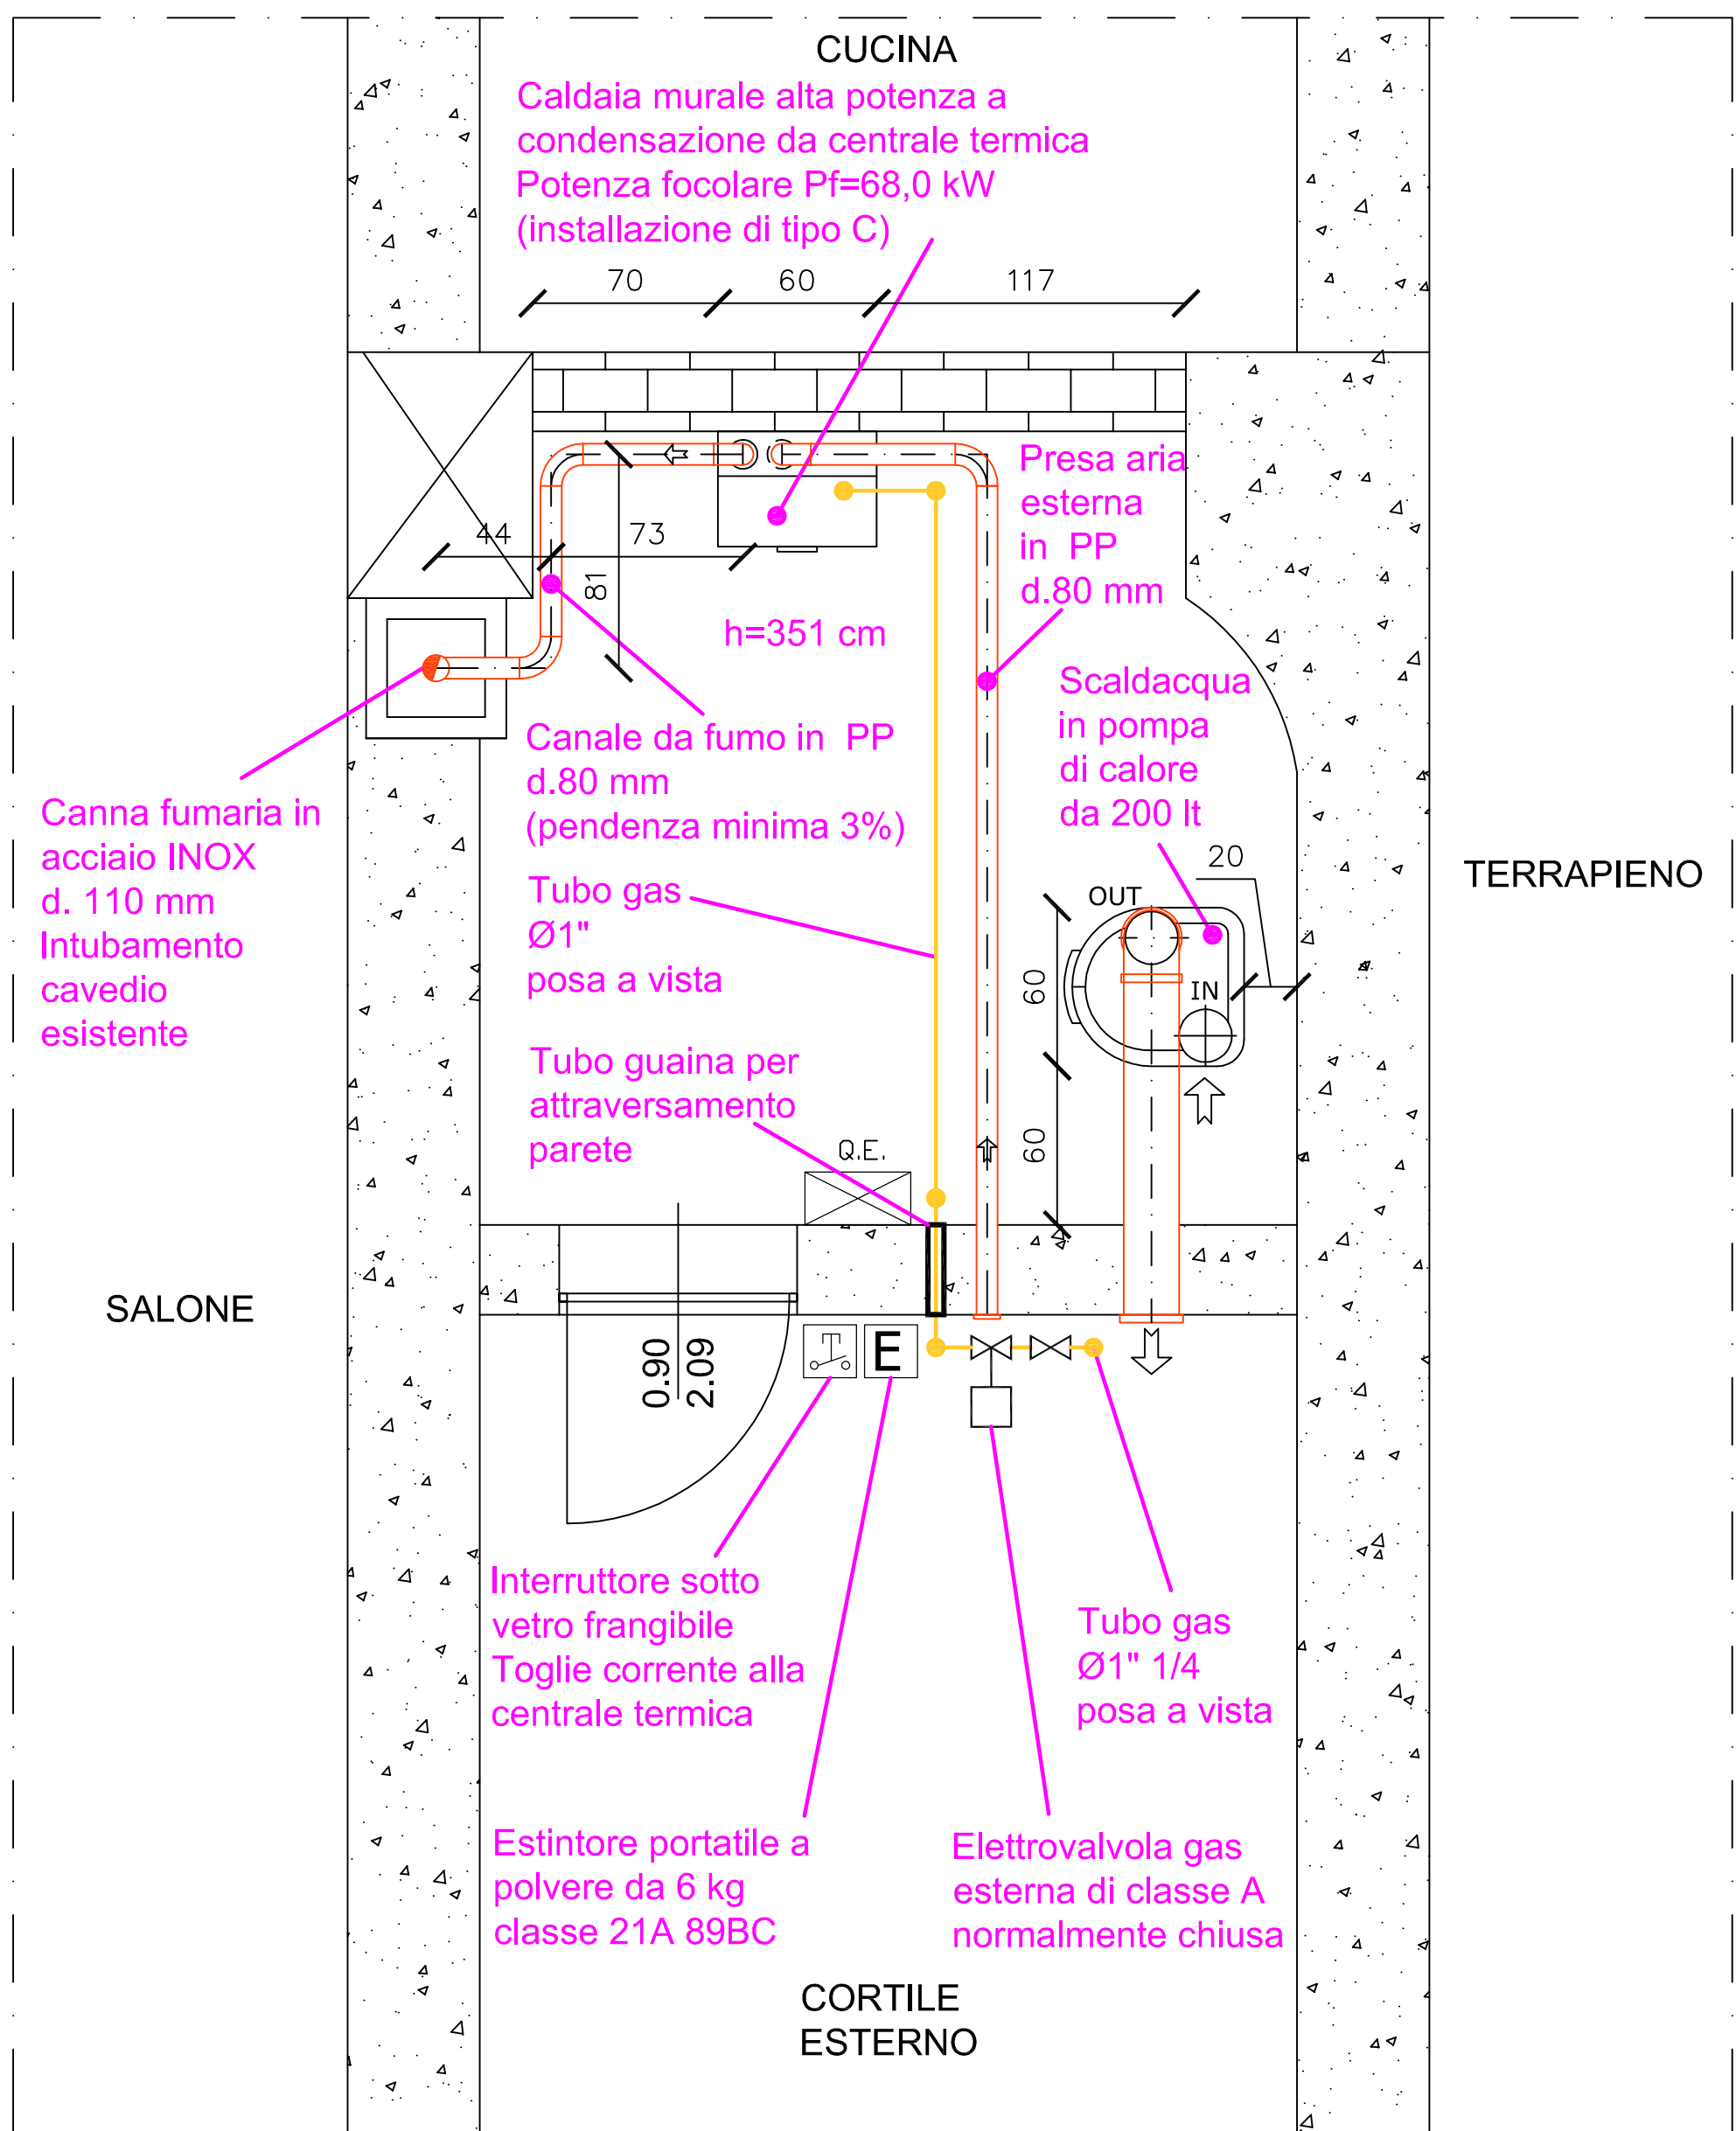 CUCINA
Caldaia murale alta potenza a
condensazione da centrale termica
Potenza focolare Pf=68,0 kW
(installazione di tipo C)
70
60
117
Presa aria
esterna
in PP
d.80 mm
44
73
81
h=351 cm
Scaldacqua
in pompa
di calore
da 200 lt
Canale da fumo in PP
d.80 mm
(pendenza minima 3%)
Canna fumaria in
acciaio INOX
d. 110 mm
Intubamento
cavedio
esistente
Tubo gas
Ø1"
posa a vista
20
OUT
IN
60
60
TERRAPIENO
Tubo guaina per
attraversamento
parete
Q.E.
SALONE
0.90
2.09
E
Interruttore sotto
vetro frangibile
Toglie corrente alla
centrale termica
Tubo gas
Ø1" 1/4
posa a vista
Estintore portatile a
polvere da 6 kg
classe 21A 89BC
Elettrovalvola gas
esterna di classe A
normalmente chiusa
CORTILE
ESTERNO